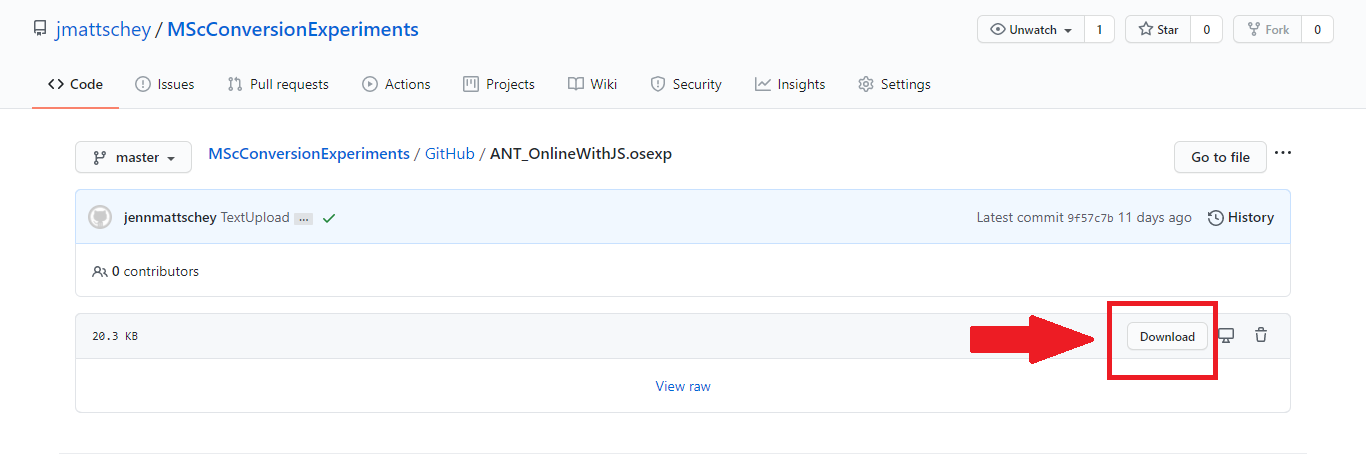 jmattschey / MScConversionExperiments
Unwatch 1 Star 0 Fork 0
Code Issues Pull requests Actions Projects Wiki Security Insights Settings
master MScConversionExperiments / GitHub / ANT_OnlineWithJS.osexp Go to file ...
jennmattschey TextUpload ... Latest commit 9f57c7b 11 days ago History
0 contributors
20.3 KB Download
View raw